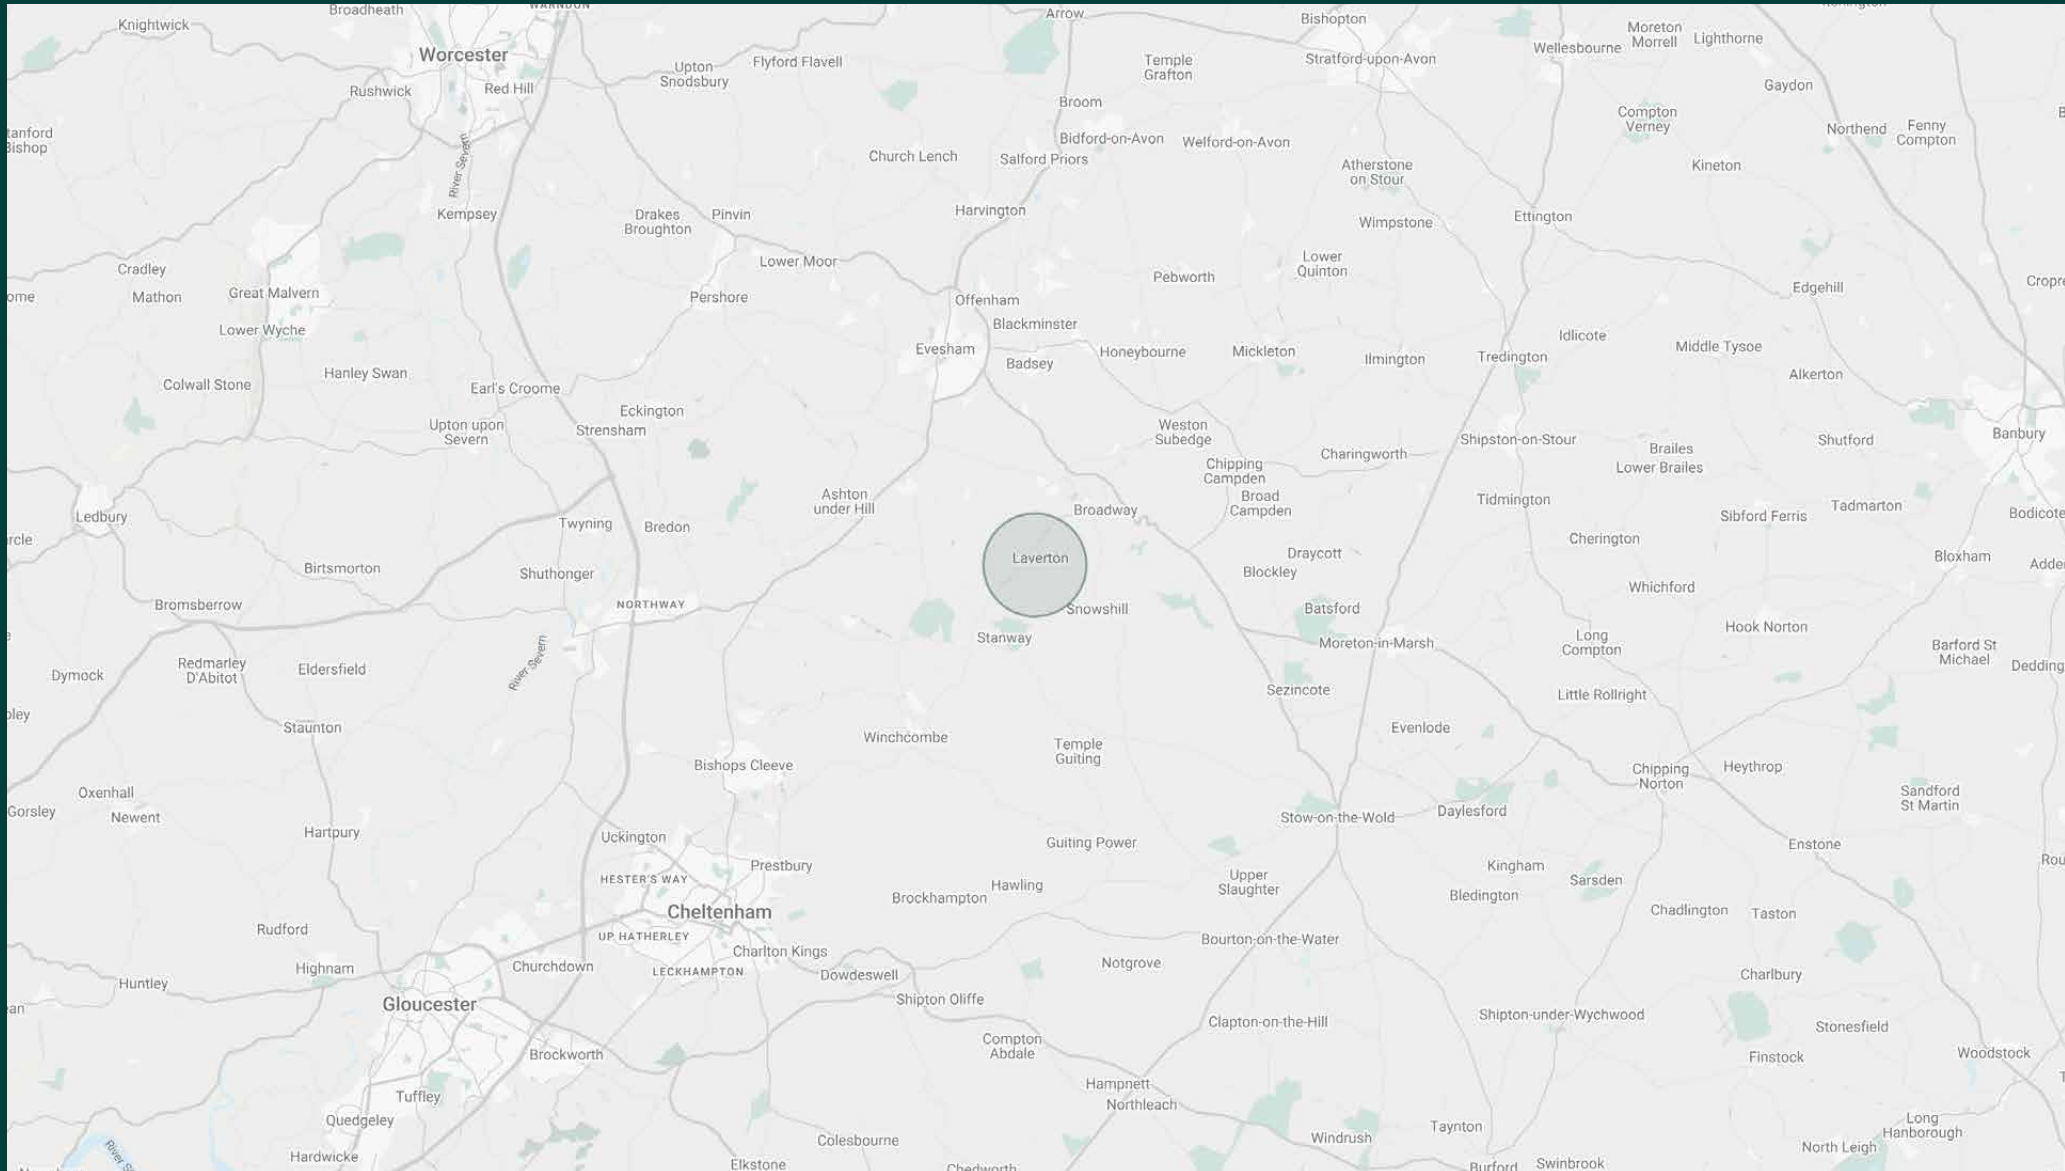 Broadheath
WARNDON
Arrow
Bishopton
Knightwick
Moreton
Morrell
Lighthorne
Wellesbourne
Worcester
Flyford Flavell
Upton
Snodsbury
Temple
Grafton
Stratford-upon-Avon
Rushwick
Red Hill
Gaydon
Broom
Compton
Verney
Northend
Fenny
Compton
tanford
Bishop
River Severn
Bidford-on-Avon
Welford-on-Avon
Church Lench
Salford Priors
Atherstone
on Stour
Kineton
Kempsey
Drakes
Broughton
Pinvin
Harvington
Wimpstone
Ettington
Cradley
Lower Moor
Lower
Quinton
Pebworth
Cropre
ome
Mathon
Great Malvern
Pershore
Offenham
Edgehill
Lower Wyche
Blackminster
Idlicote
Evesham
Badsey
Honeybourne
Mickleton
Ilmington
Tredington
Middle Tysoe
Colwall Stone
Hanley Swan
Earl's Croome
Alkerton
Eckington
Upton upon
Severn
Strensham
Weston
Subedge
Shipston-on-Stour
Brailes
Lower Brailes
Shutford
Banbury
Charingworth
Chipping
Campden
Broad
Campden
Ledbury
Ashton
under Hill
Tidmington
Sibford Ferris
Tadmarton
Bodicote
Twyning
Bredon
Broadway
rcle
Cherington
Laverton
Draycott
Blockley
Bloxham
Adde
Birtsmorton
Shuthonger
Whichford
Bromsberrow
NORTHWAY
Snowshill
Batsford
Stanway
Moreton-in-Marsh
Long
Compton
Hook Norton
Barford St
Michael
Dedding
Dymock
Redmarley
D'Abitot
Eldersfield
River Severn
Sezincote
Little Rollright
Staunton
Winchcombe
Temple
Guiting
Evenlode
Bishops Cleeve
Chipping
Norton
Heythrop
Oxenhall
Gorsley
Newent
Sandford
St Martin
Hartpury
Uckington
Stow-on-the-Wold
Daylesford
Guiting Power
Enstone
Prestbury
Kingham
Rou
HESTER'S WAY
Hawling
Upper
Slaughter
Sarsden
Brockhampton
Bledington
Cheltenham
Chadlington
Taston
Rudford
UP HATHERLEY
Bourton-on-the-Water
Charlton Kings
Highnam
Churchdown
LECKHAMPTON
Dowdeswell
Notgrove
Charlbury
Huntley
Gloucester
Shipton Oliffe
ean
Clapton-on-the-Hill
Shipton-under-Wychwood
Stonesfield
Compton
Abdale
Brockworth
Finstock
Woodstock
Tuffley
Hampnett
Northleach
Quedgeley
Long
Hanborough
Taynton
Colesbourne
Windrush
North Leigh
Hardwicke
Elkstone
Chedworth
Burford
Swinbrook